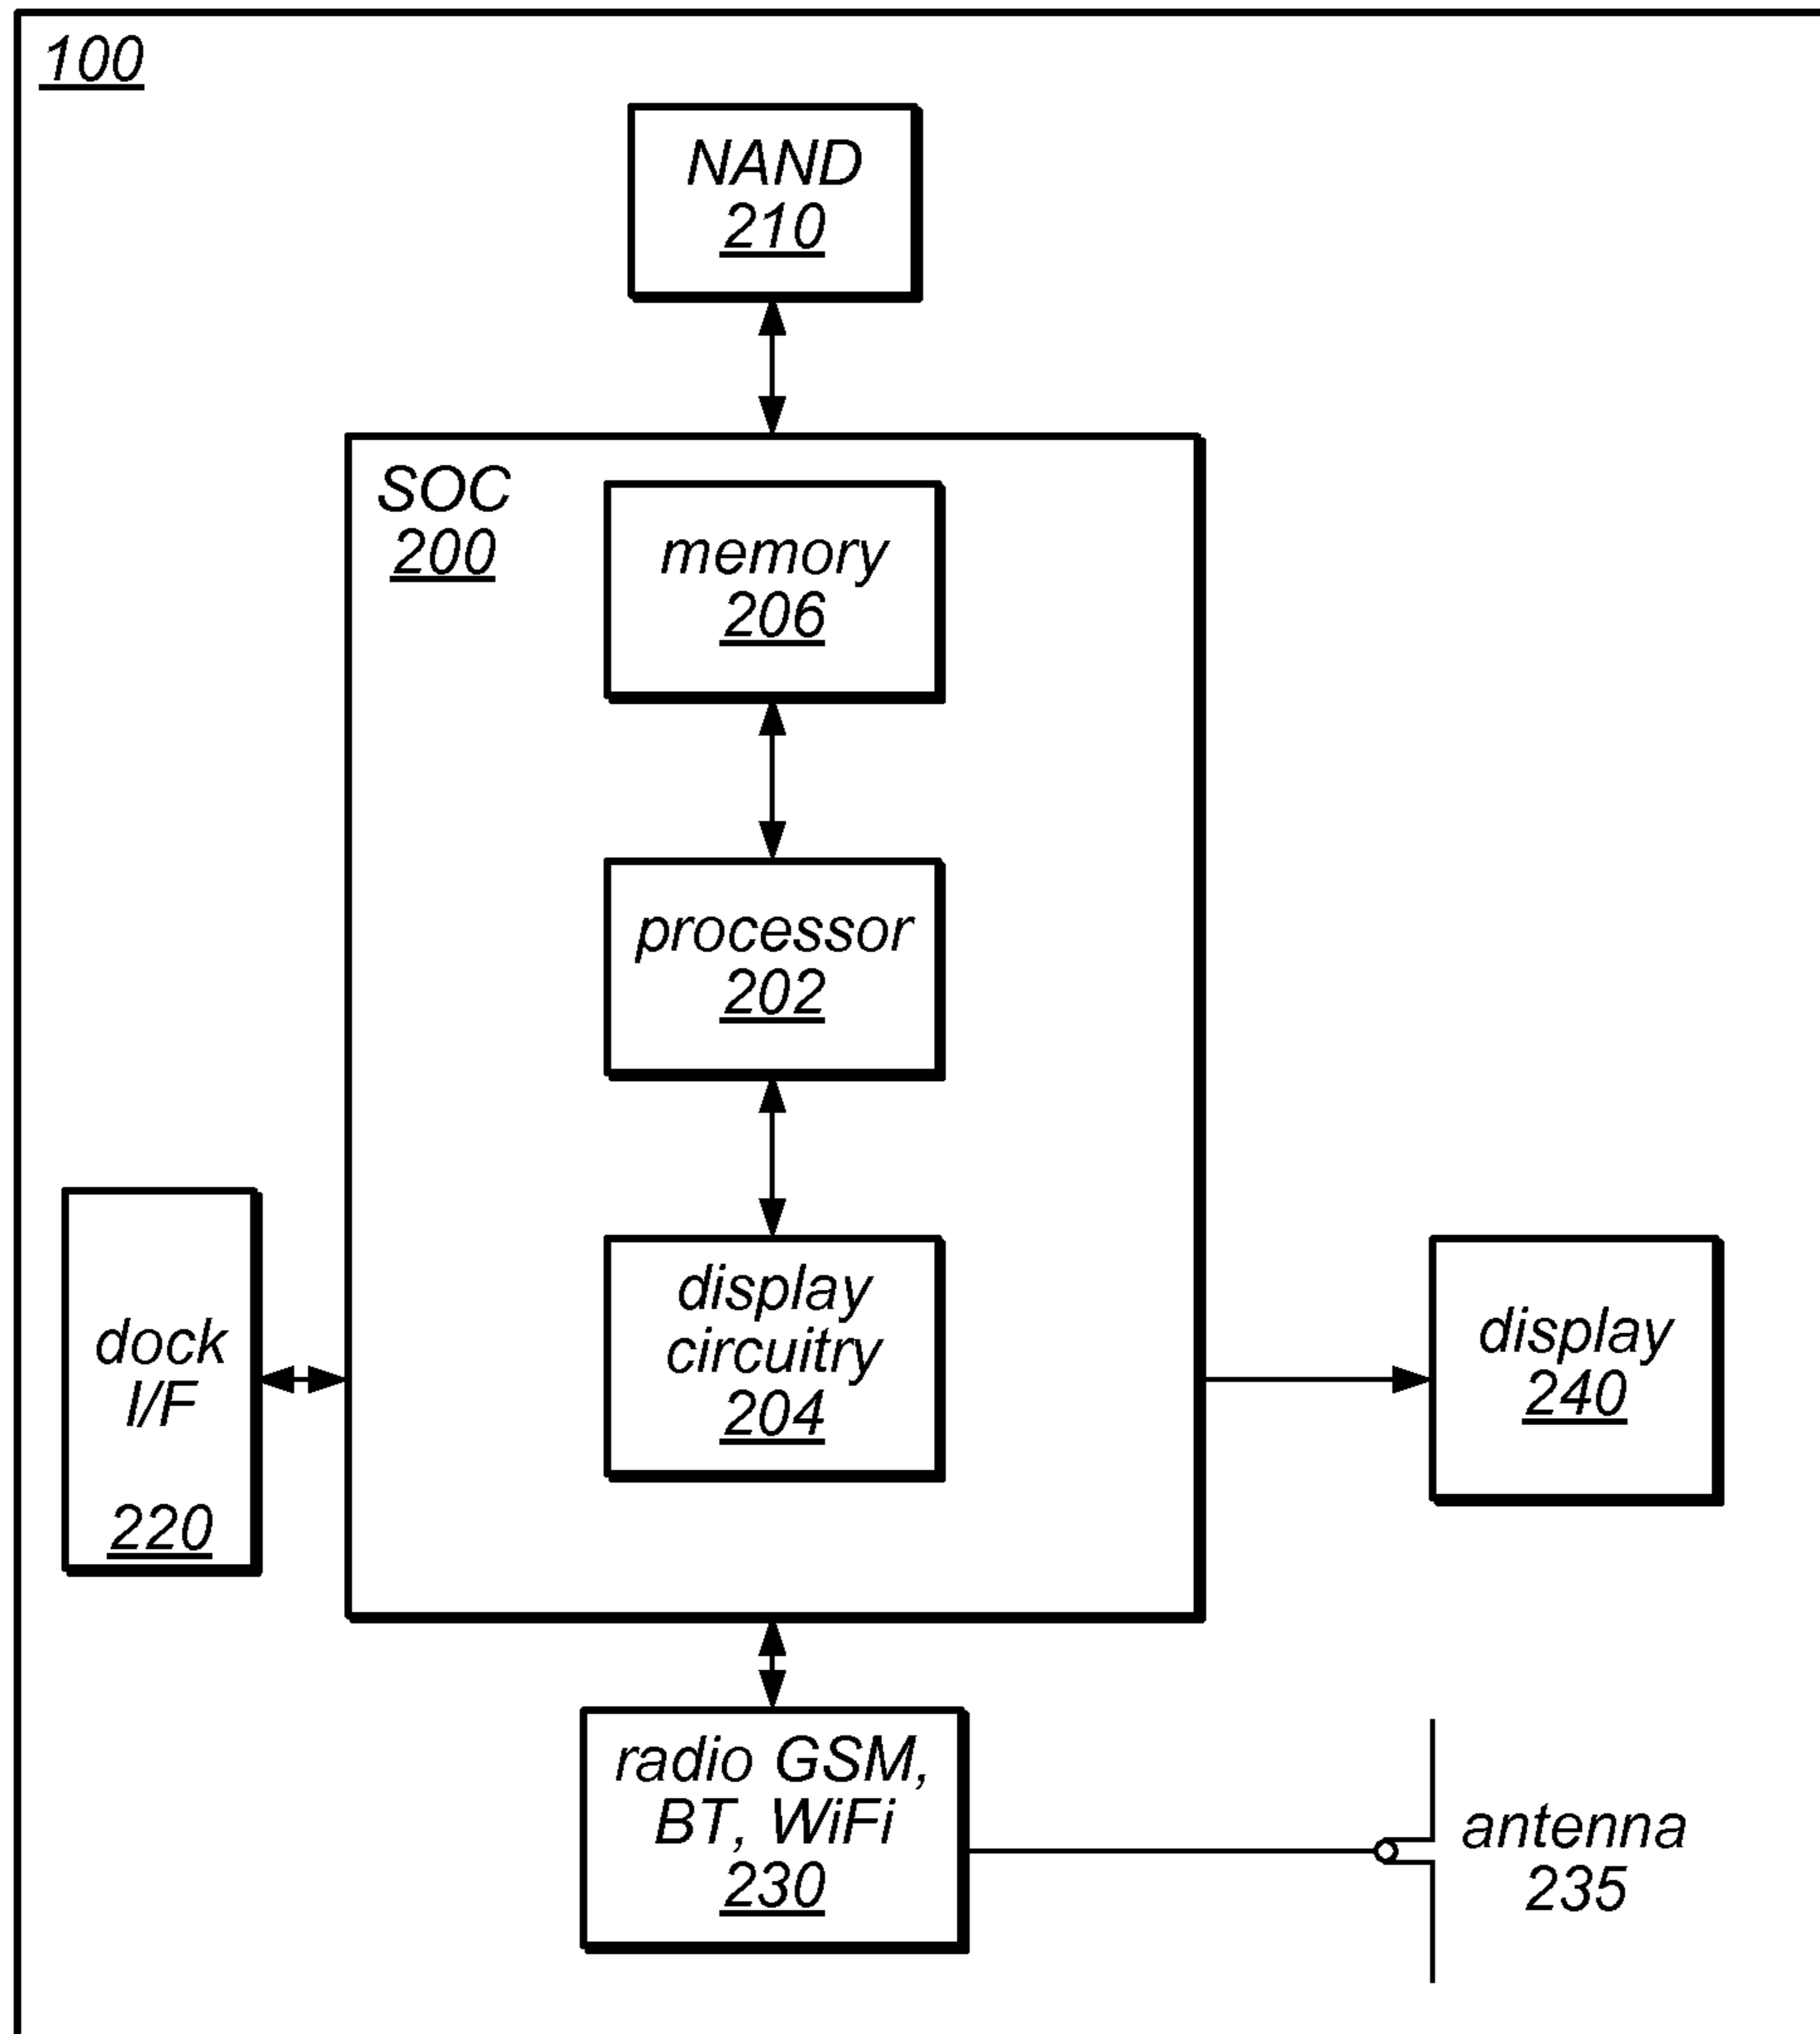 100
NAND
210
SOC
200
memory
206
processor
202
display
circuitry
204
dock
I/F
220
display
240
radio GSM,
BT, WiFi
230
antenna
235